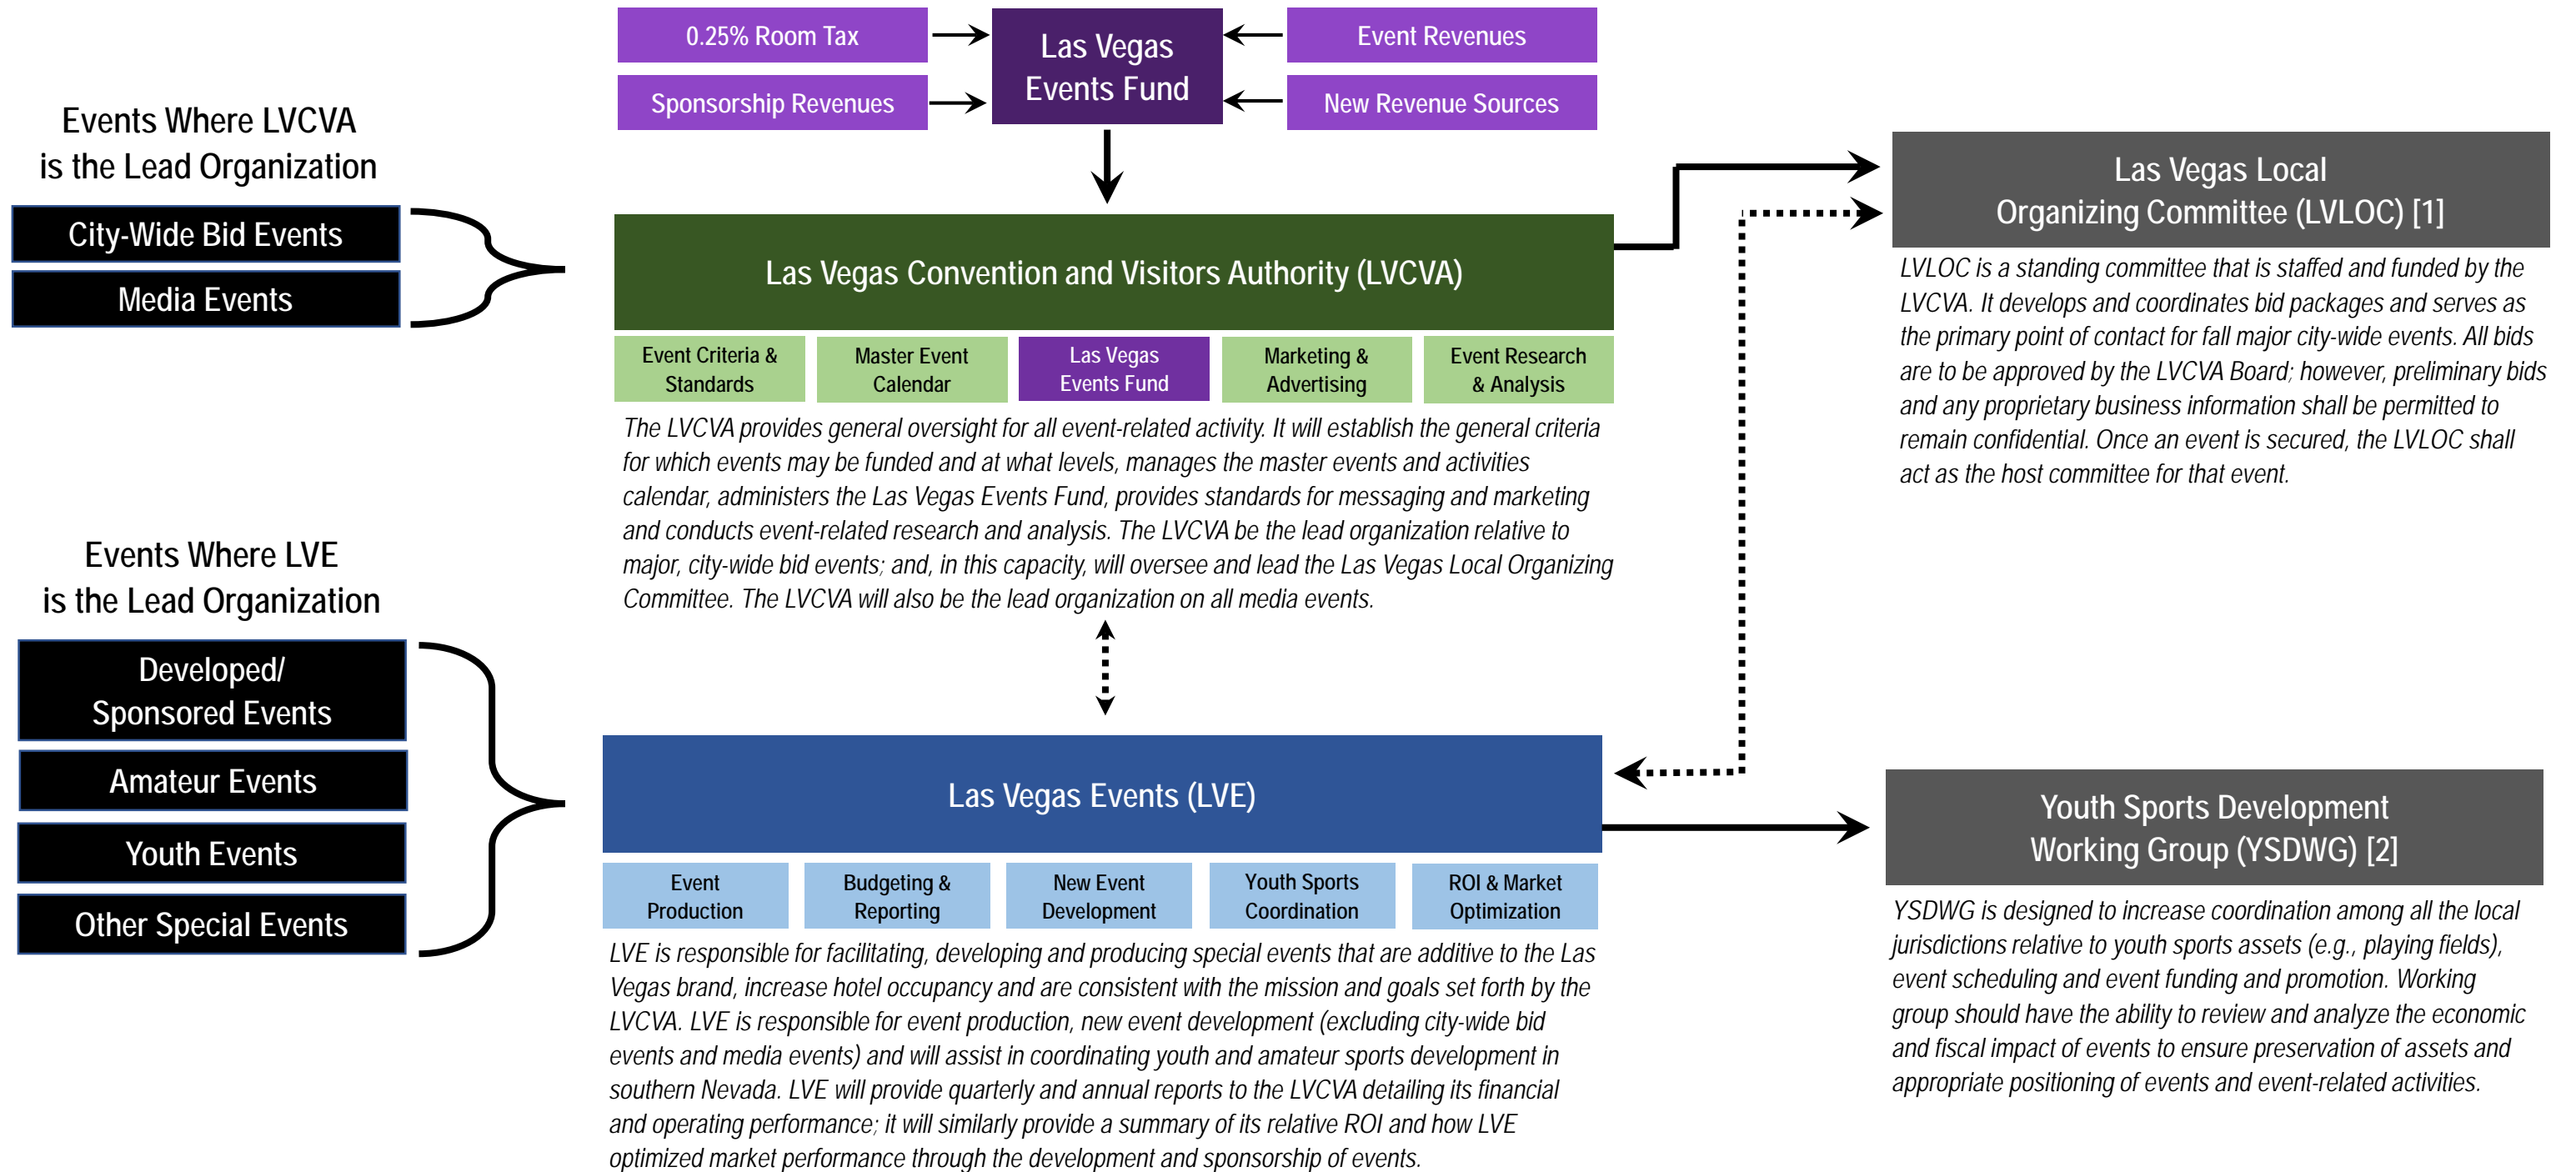 0.25% Room Tax
Sponsorship Revenues
Las Vegas
Events Fund
Event Revenues
New Revenue Sources
Events Where LVCVA
is the Lead Organization
City-Wide Bid Events
Media Events
Las Vegas Convention and Visitors Authority (LVCVA)
Event Criteria &
Standards
Master Event
Calendar
Las Vegas
Events Fund
Marketing &
Advertising
Event Research
& Analysis
The LVCVA provides general oversight for all event-related activity. It will establish the general criteria
for which events may be funded and at what levels, manages the master events and activities
calendar, administers the Las Vegas Events Fund, provides standards for messaging and marketing
and conducts event-related research and analysis. The LVCVA be the lead organization relative to
major, city-wide bid events; and, in this capacity, will oversee and lead the Las Vegas Local Organizing
Committee. The LVCVA will also be the lead organization on all media events.
Las Vegas Local
Organizing Committee (LVLOC) [1]
LVLOC is a standing committee that is staffed and funded by the
LVCVA. It develops and coordinates bid packages and serves as
the primary point of contact for fall major city-wide events. All bids
are to be approved by the LVCVA Board; however, preliminary bids
and any proprietary business information shall be permitted to
remain confidential. Once an event is secured, the LVLOC shall
act as the host committee for that event.
Events Where LVE
is the Lead Organization
Developed/
Sponsored Events
Amateur Events
Youth Events
Other Special Events
Las Vegas Events (LVE)
Event
Production
Budgeting &
Reporting
New Event
Development
Youth Sports
Coordination
ROI & Market
Optimization
LVE is responsible for facilitating, developing and producing special events that are additive to the Las
Vegas brand, increase hotel occupancy and are consistent with the mission and goals set forth by the
LVCVA. LVE is responsible for event production, new event development (excluding city-wide bid
events and media events) and will assist in coordinating youth and amateur sports development in
southern Nevada. LVE will provide quarterly and annual reports to the LVCVA detailing its financial
and operating performance; it will similarly provide a summary of its relative ROI and how LVE
optimized market performance through the development and sponsorship of events.
Youth Sports Development
Working Group (YSDWG) [2]
YSDWG is designed to increase coordination among all the local
jurisdictions relative to youth sports assets (e.g., playing fields),
event scheduling and event funding and promotion. Working
group should have the ability to review and analyze the economic
and fiscal impact of events to ensure preservation of assets and
appropriate positioning of events and event-related activities.